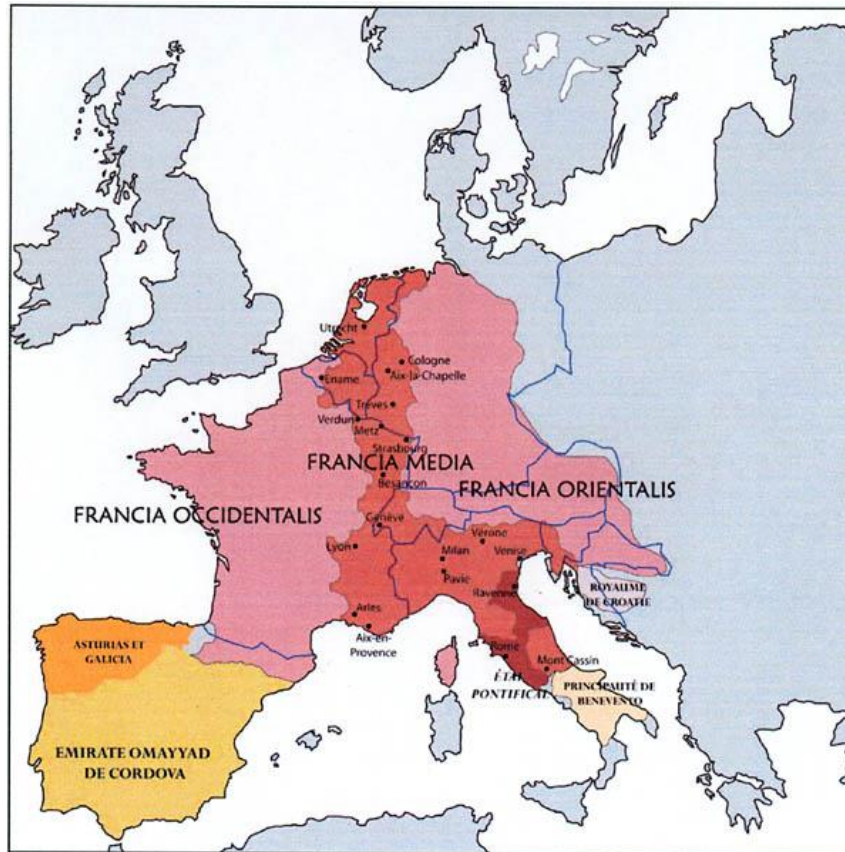 Utrecht
Cologne
Aix-la-Chapelle
Ename
Trèves
Verdun
Metz
Strasbourg
FRANCIA MEDIA
Besançon
FRANCIA ORIENTALIS
FRANCIA OCCIDENTALIS
Genève
Lyon
Vérone
Milan
Venise
Pavie
Ravenne
ROYAUME
DE CROATIE
Arles
Aix-en-
Provence
ASTURIAS ET
GALICIA
Rome
Mont Cassin
ÉTAT
PONTIFICAL
PRINCIPAUTÉ DE
BENEVENTO
EMIRATE OMAYYAD
DE CORDOVA